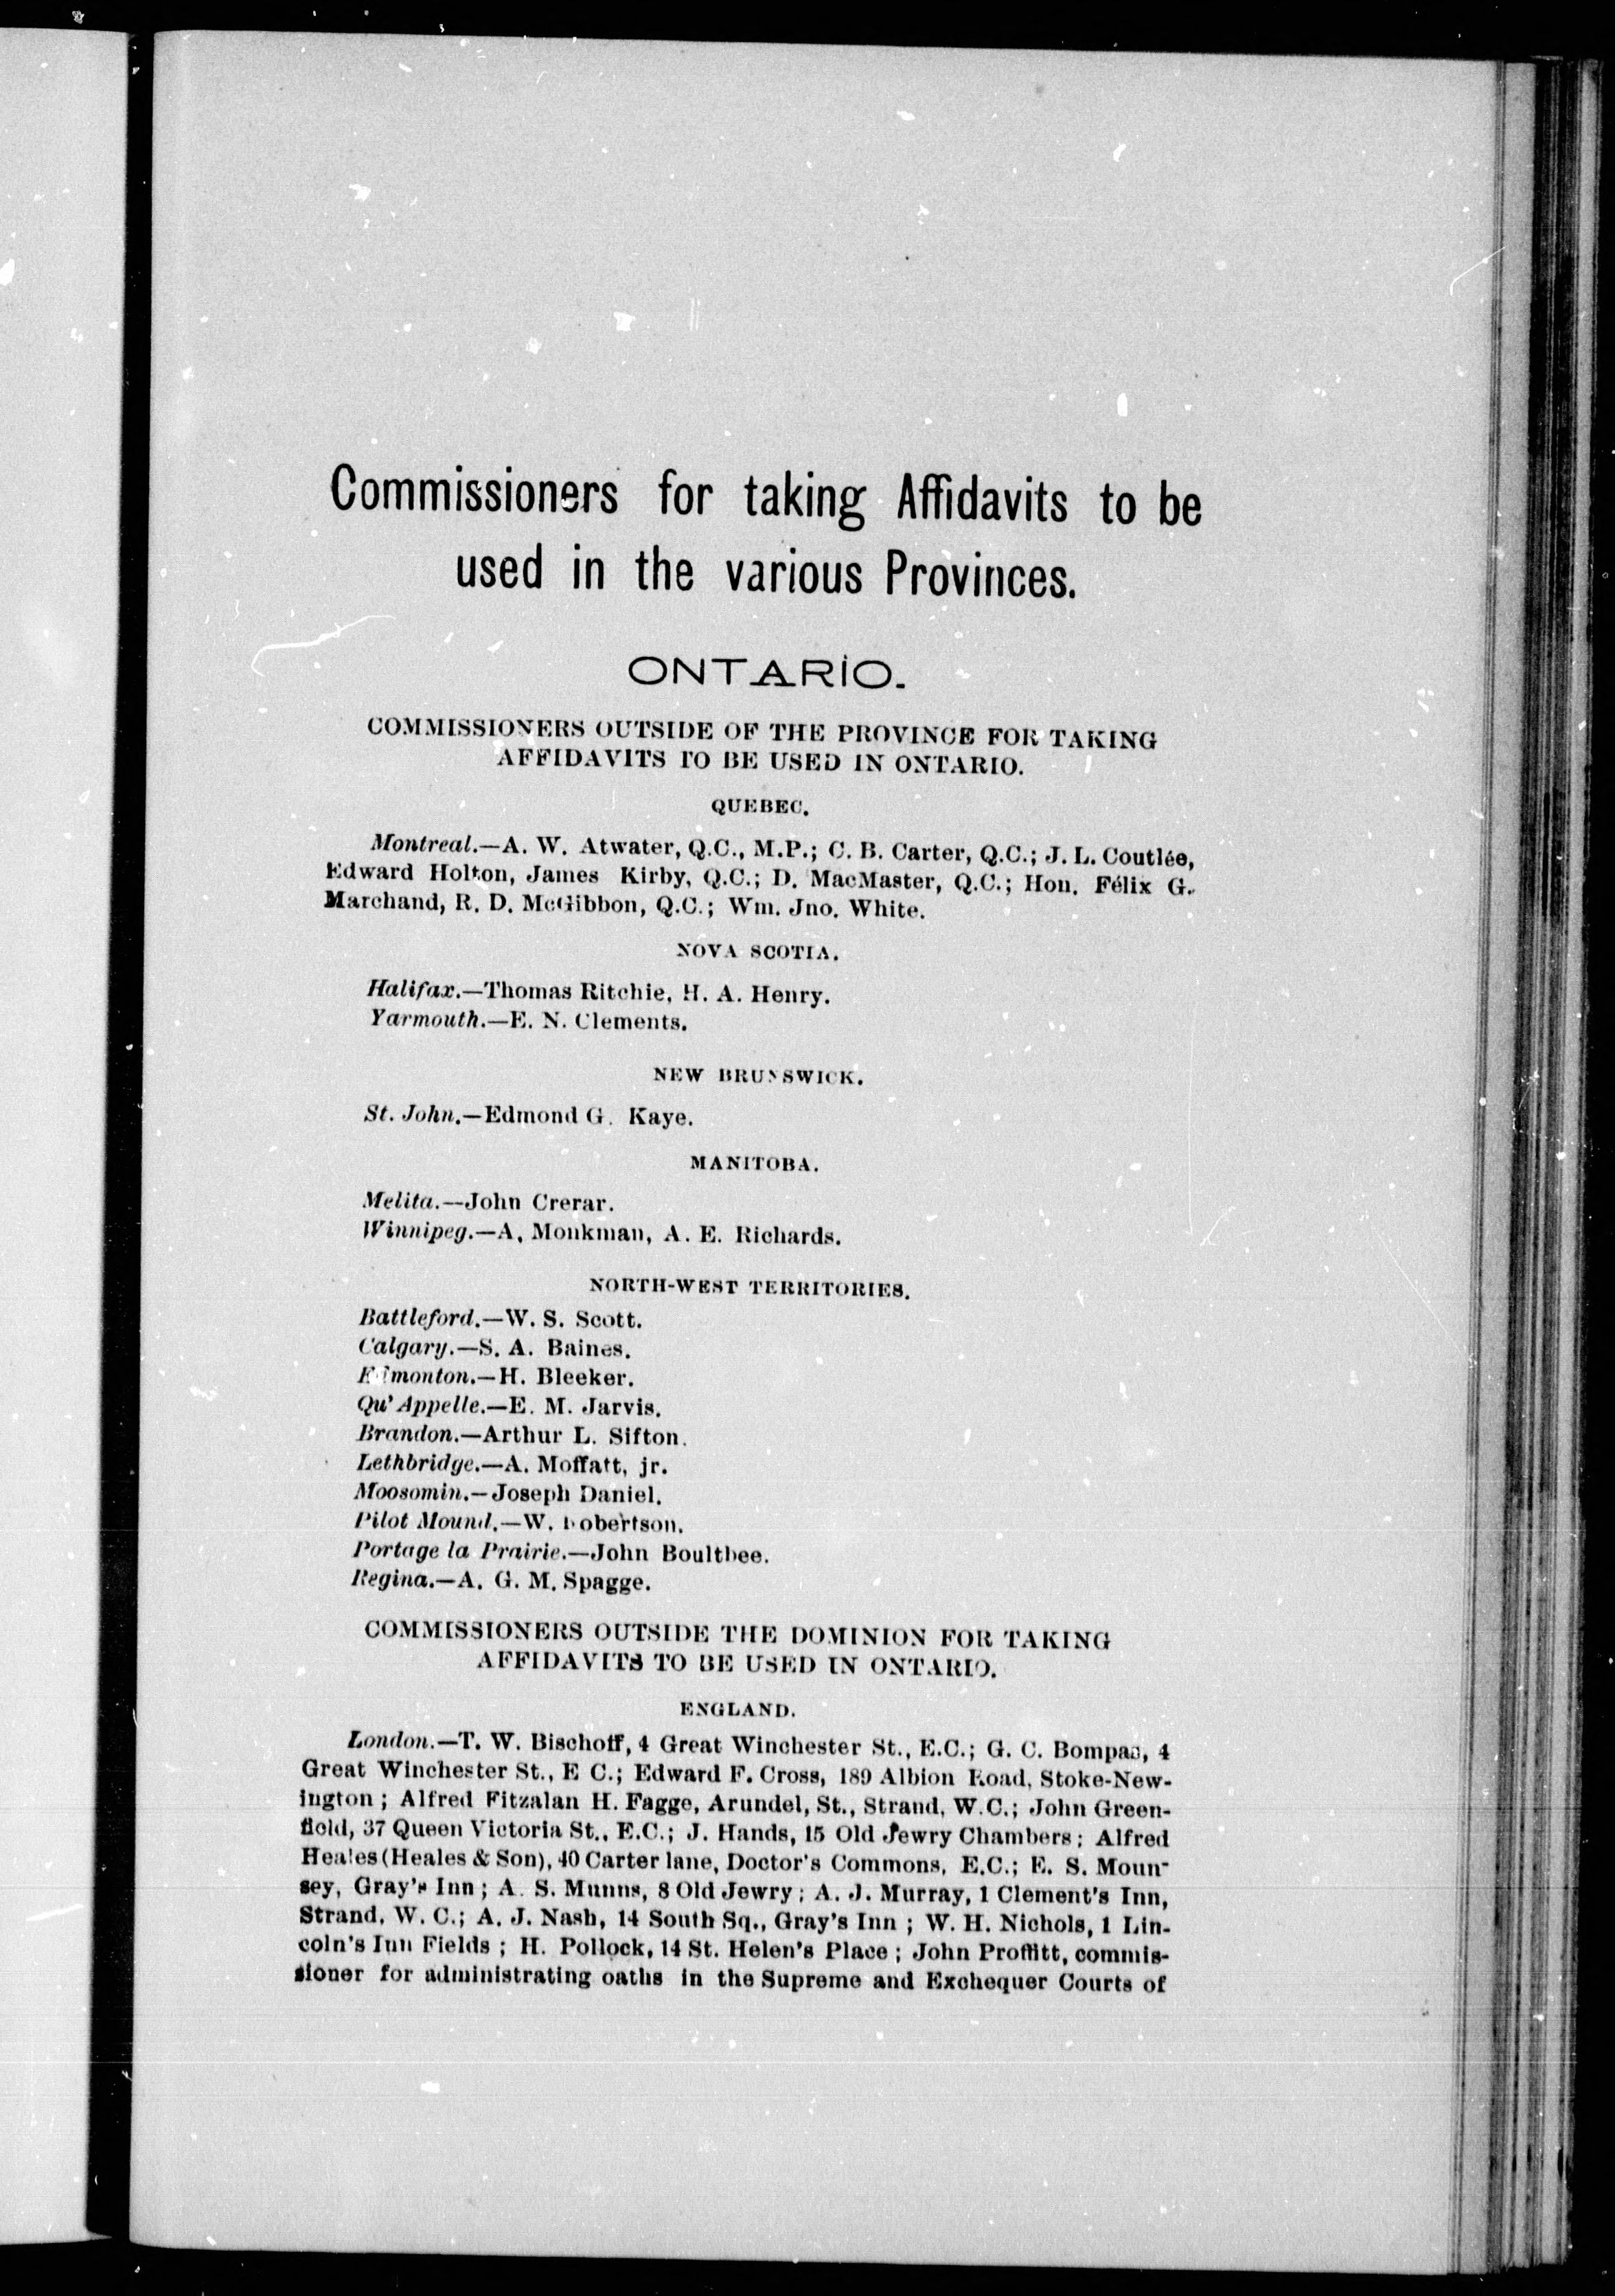 Commissioners for taking Affidavits to be
used in the various Provinces.
ONTARIO.
COMMISSIONERS OUTSIDE OF THE PROVINCE FOR TAKING
AFFIDAVITS TO BE USED IN ONTARIO.
QUEBEC.
Montreal.—A. W. Atwater, Q.C., M.P.; C. B. Carter, Q.C.; J. L. Coutlée,
Edward Holton, James Kirby, Q.C.; D. MacMaster, Q.C.; Hon. Félix G.
Marchand, R. D. McGibbon, Q.C.; Wm. Jno. White.
NOVA SCOTIA.
Halifax.—Thomas Ritchie, H. A. Henry.
Yarmouth.—E. N. Clements.
NEW BRUNSWICK.
St. John.—Edmond G. Kaye.
MANITOBA.
Melita.—John Crerar.
Winnipeg.—A, Monkman, A. E. Richards.
NORTH-WEST TERRITORIES.
Battleford.—W. S. Scott.
Calgary.—S. A. Baines.
Edmonton.—H. Bleeker.
Qu'Appelle.—E. M. Jarvis.
Brandon.—Arthur L. Sifton.
Lethbridge.—A. Moffatt, jr.
Moosomin.—Joseph Daniel.
Pilot Mound.—W. Robertson.
Portage la Prairie.—John Boultbee.
Regina.—A. G. M. Spagge.
COMMISSIONERS OUTSIDE THE DOMINION FOR TAKING
AFFIDAVITS TO BE USED IN ONTARIO.
ENGLAND.
London.—T. W. Bischoff, 4 Great Winchester St., E.C.; G. C. Bompas, 4
Great Winchester St., E C.; Edward F. Cross, 189 Albion Road, Stoke-New-
ington; Alfred Fitzalan H. Fagge, Arundel, St., Strand, W.C.; John Green-
field, 37 Queen Victoria St., E.C.; J. Hands, 15 Old Jewry Chambers; Alfred
Heales (Heales & Son), 40 Carter lane, Doctor's Commons, E.C.; E. S. Moun-
sey, Gray's Inn; A. S. Munns, 8 Old Jewry; A. J. Murray, 1 Clement's Inn,
Strand, W. C.; A. J. Nash, 14 South Sq., Gray's Inn; W. H. Nichols, 1 Lin-
coln's Inn Fields; H. Pollock, 14 St. Helen's Place; John Proffitt, commis-
sioner for administrating oaths in the Supreme and Exchequer Courts of